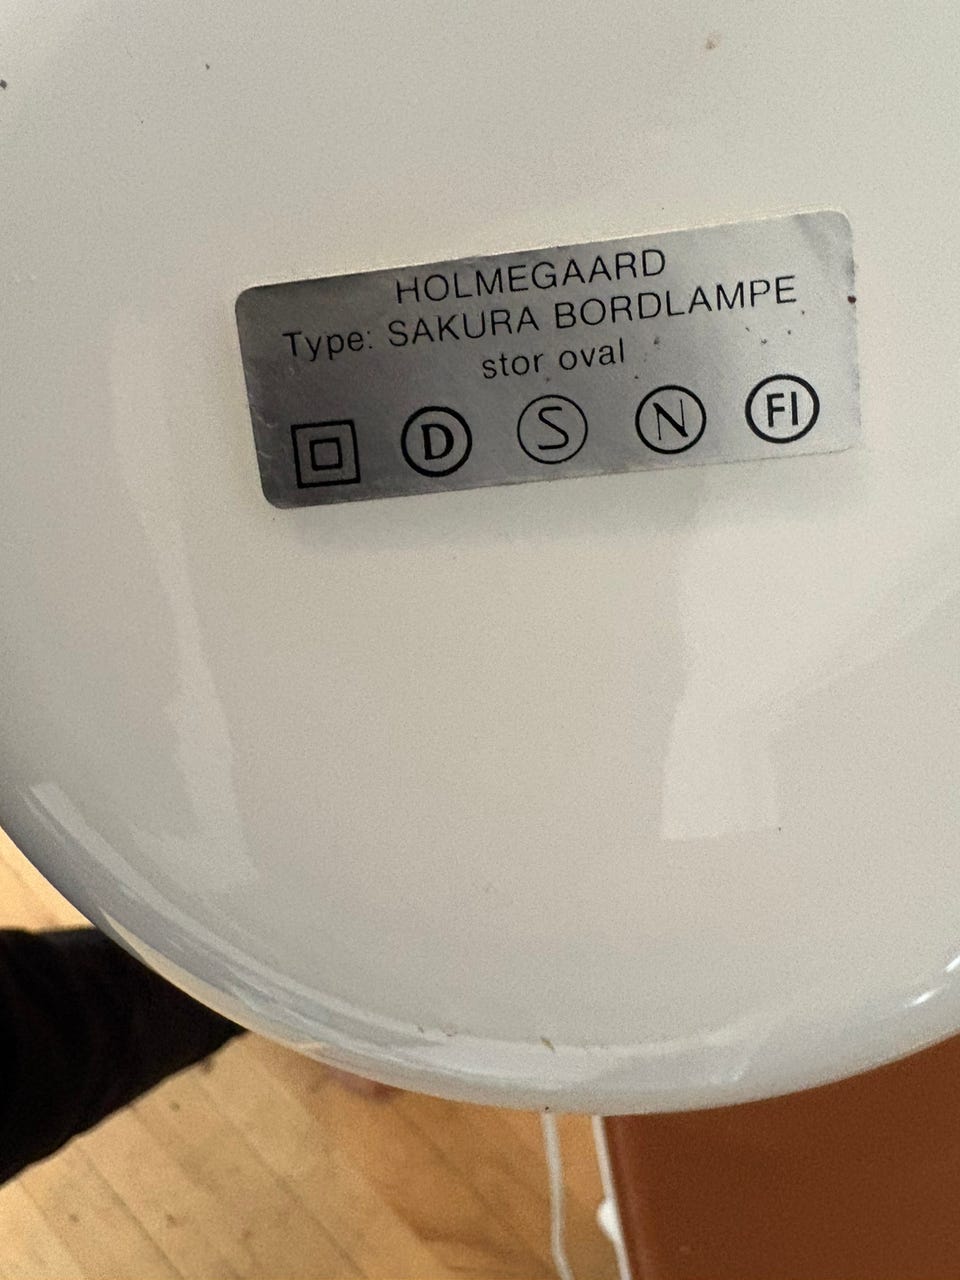 HOLMEGAARD
Type: SAKURA BORDLAMPE
stor oval
D S N FI